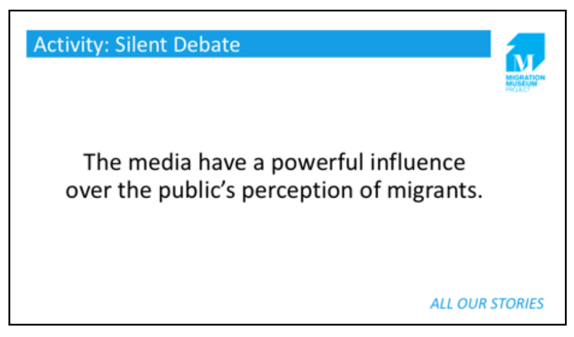 Activity: Silent Debate
M
MIGRATION
MUSEUM
PROJECT
The media have a powerful influence
over the public's perception of migrants.
ALL OUR STORIES